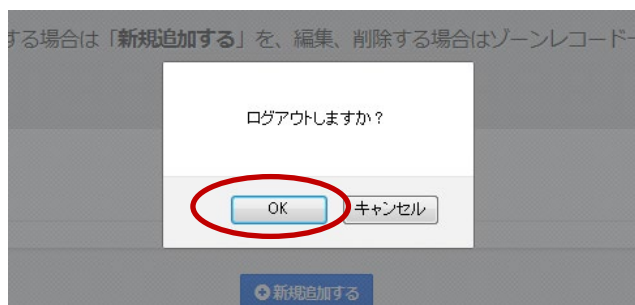 する場合は「新規追加する」を、編集、削除する場合はゾーンレコード
ログアウトしますか？
OK
キャンセル
新規追加する